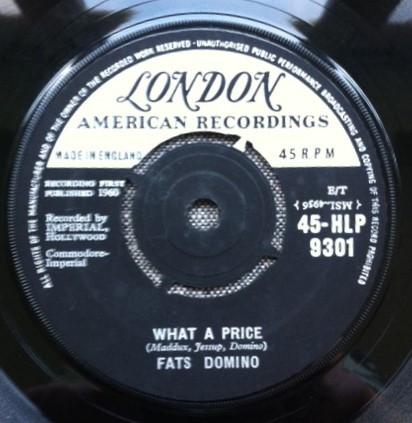 ALL RIGHTS OF THE MANUFACTURER AND OF THE OWNER OF THE RECORDED WORK RESERVED · UNAUTHORISED PUBLIC PERFORMANCE BROADCASTING AND COPYING OF THIS RECORD PROHIBITED
LONDON
AMERICAN RECORDINGS
MADE IN ENGLAND
45 R P M
RECORDING FIRST
PUBLISHED 1960
Recorded by
IMPERIAL,
HOLLYWOOD
Commodore-
Imperial
E/T
45-HLP
9301
WHAT A PRICE
(Maddux, Jessup, Domino)
FATS DOMINO